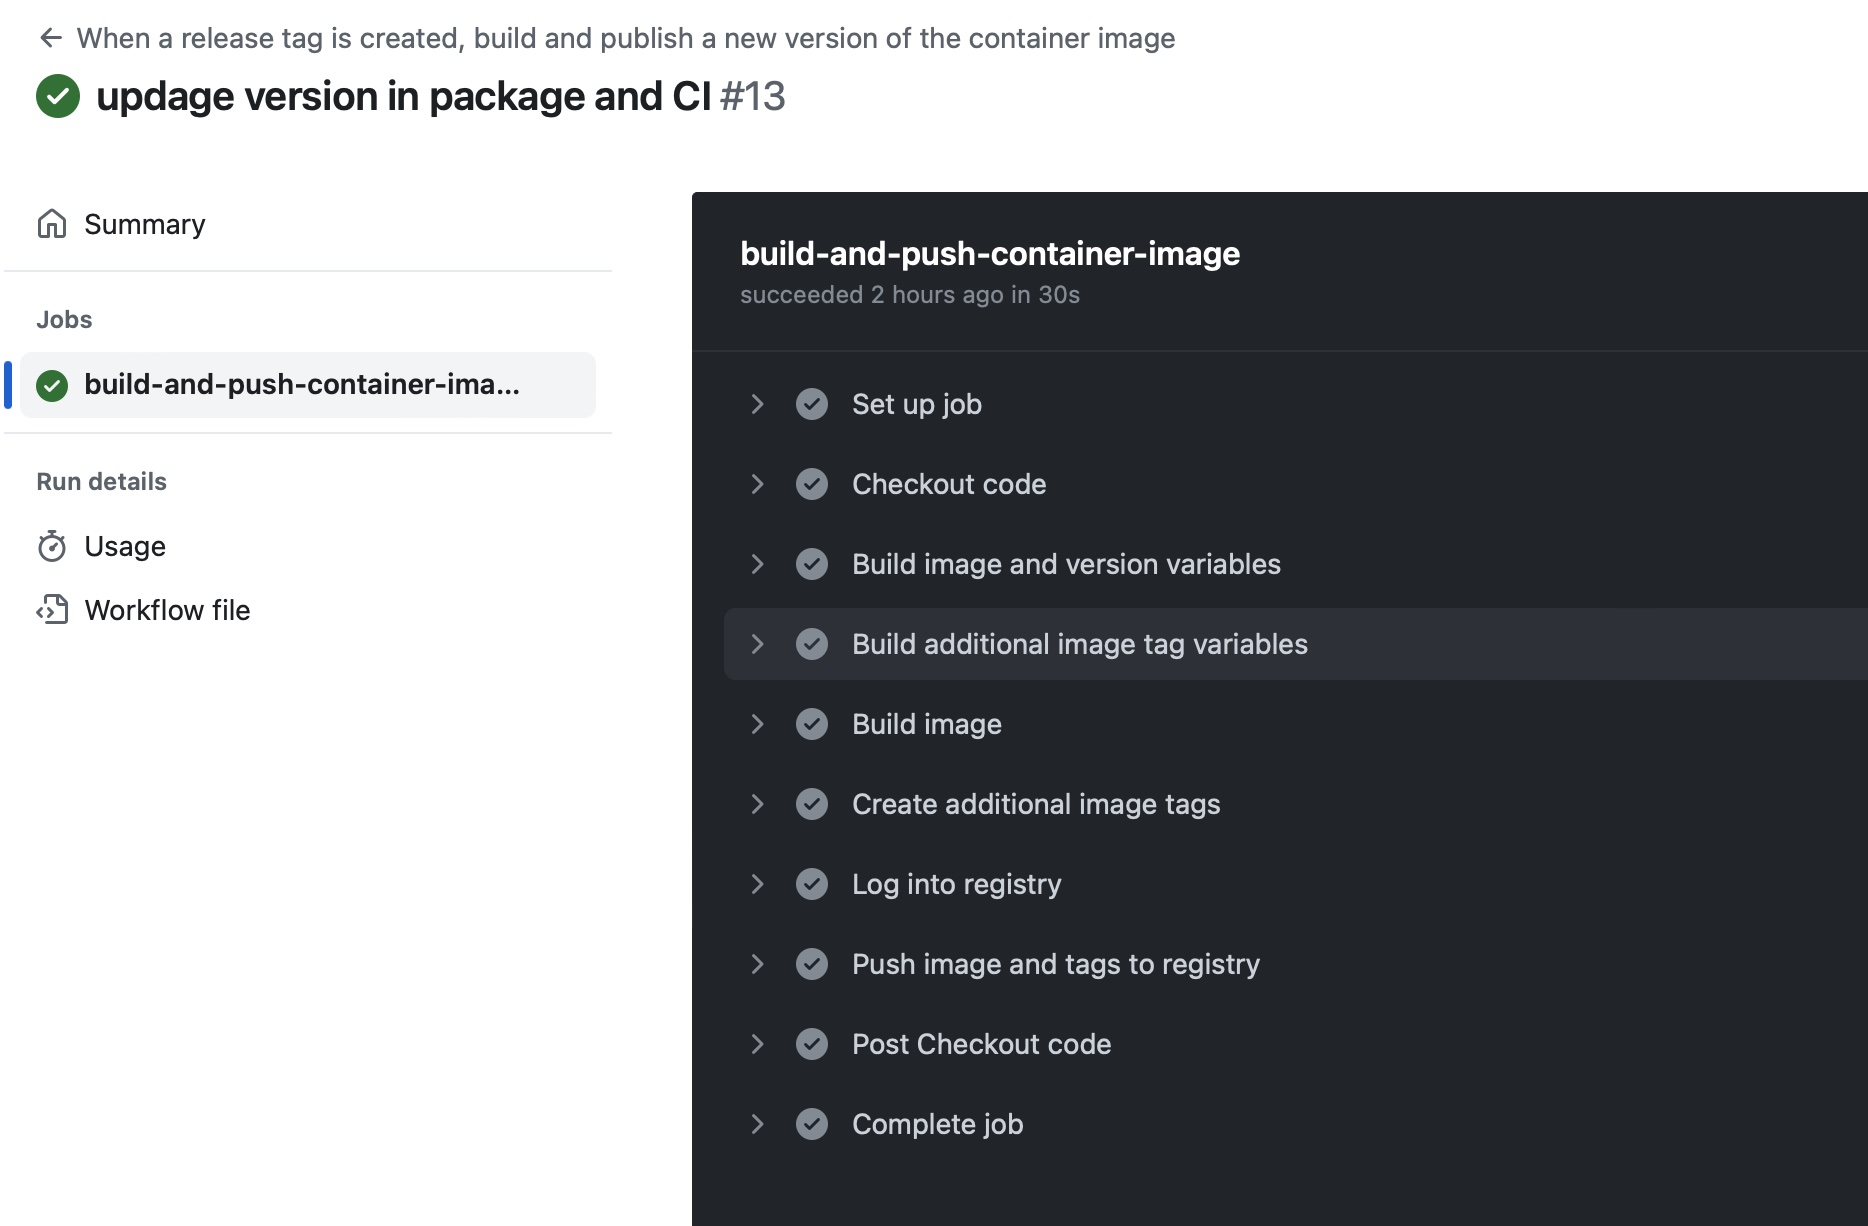 When a release tag is created, build and publish a new version of the container image
updage version in package and CI #13
Summary
Jobs
build-and-push-container-ima...
Run details
Usage
Workflow file
build-and-push-container-image
succeeded 2 hours ago in 30s
Set up job
Checkout code
Build image and version variables
Build additional image tag variables
Build image
Create additional image tags
Log into registry
Push image and tags to registry
Post Checkout code
Complete job